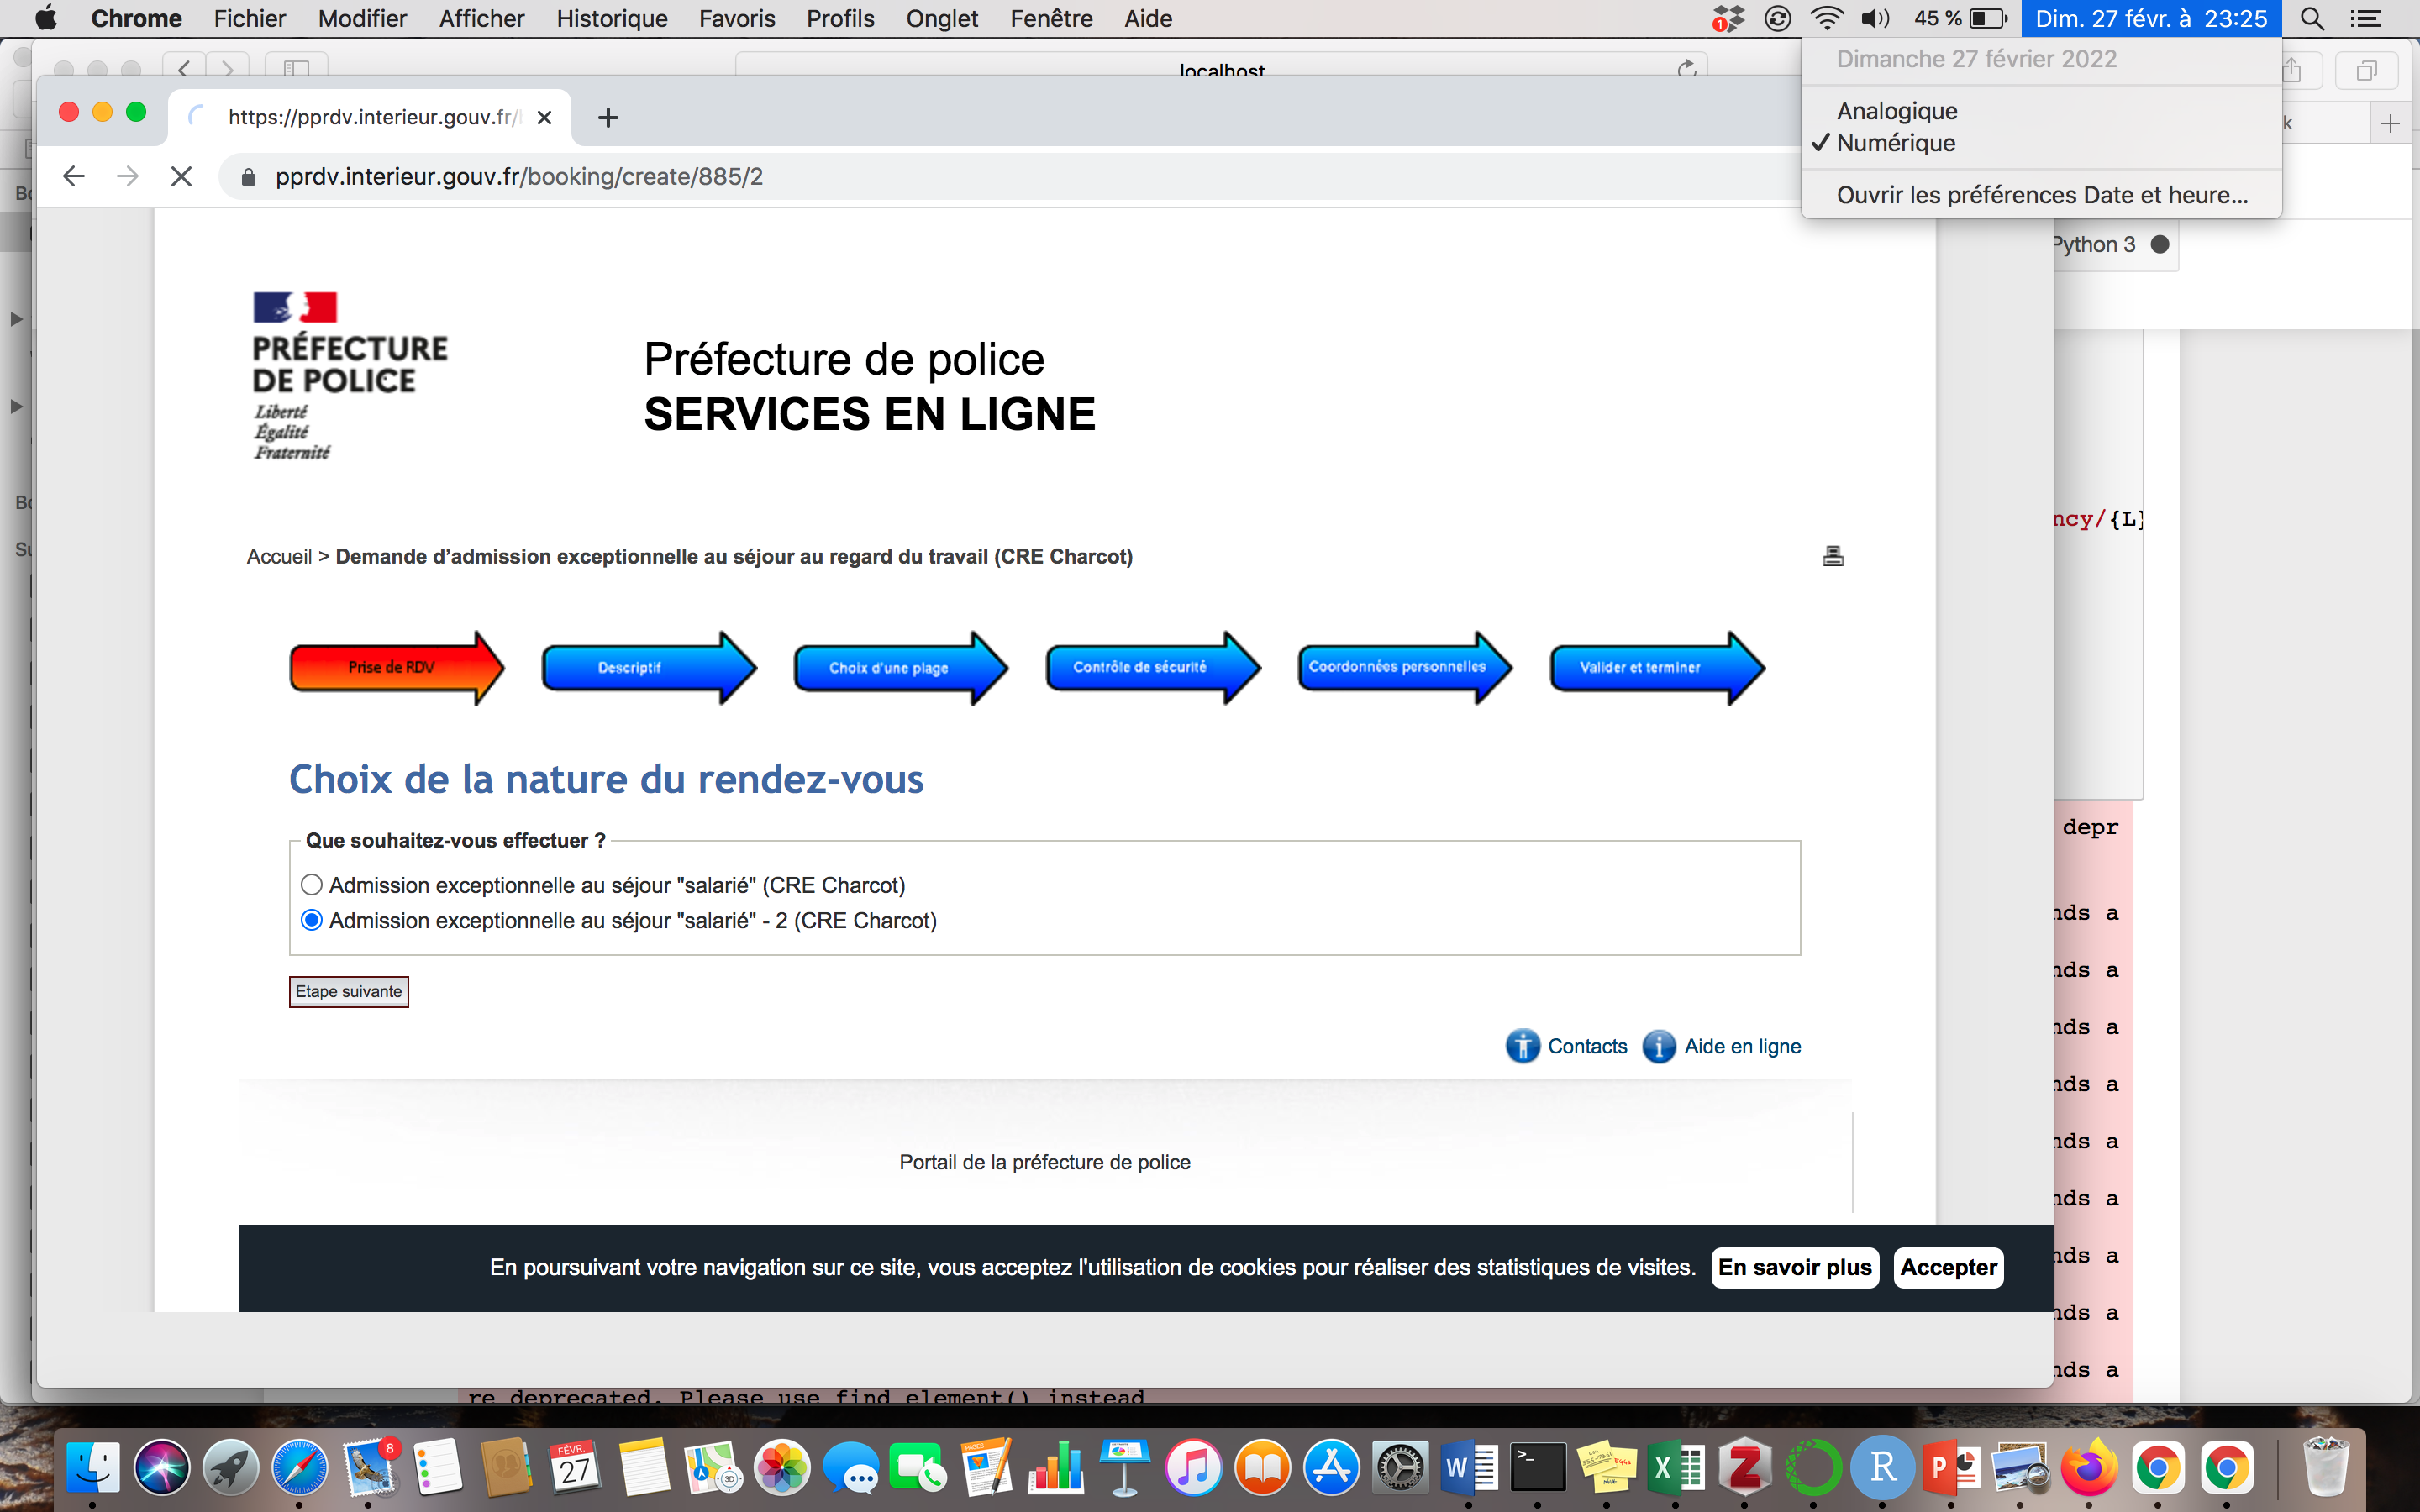 Chrome Fichier Modifier Afficher Historique Favoris Profils Onglet Fenêtre Aide 1 45 % Dim. 27 févr. à 23:25
localhost
Dimanche 27 février 2022
Analogique
✓ Numérique
Ouvrir les préférences Date et heure...
https://pprdv.interieur.gouv.fr/
pprdv.interieur.gouv.fr/booking/create/885/2
Python 3
PRÉFECTURE
DE POLICE
Liberté
Égalité
Fraternité
Préfecture de police
SERVICES EN LIGNE
ncy/{L}
Accueil > Demande d’admission exceptionnelle au séjour au regard du travail (CRE Charcot)
Prise de RDV
Descriptif
Choix d'une plage
Contrôle de sécurité
Coordonnées personnelles
Valider et terminer
Choix de la nature du rendez-vous
Que souhaitez-vous effectuer ?
Admission exceptionnelle au séjour "salarié" (CRE Charcot)
Admission exceptionnelle au séjour "salarié" - 2 (CRE Charcot)
Etape suivante
Contacts
Aide en ligne
Portail de la préfecture de police
En poursuivant votre navigation sur ce site, vous acceptez l'utilisation de cookies pour réaliser des statistiques de visites.
En savoir plus
Accepter
depr
nds a
nds a
nds a
nds a
nds a
nds a
nds a
nds a
nds a
re deprecated. Please use find_element() instead
8
FÉVR.
27
PAGES
3D